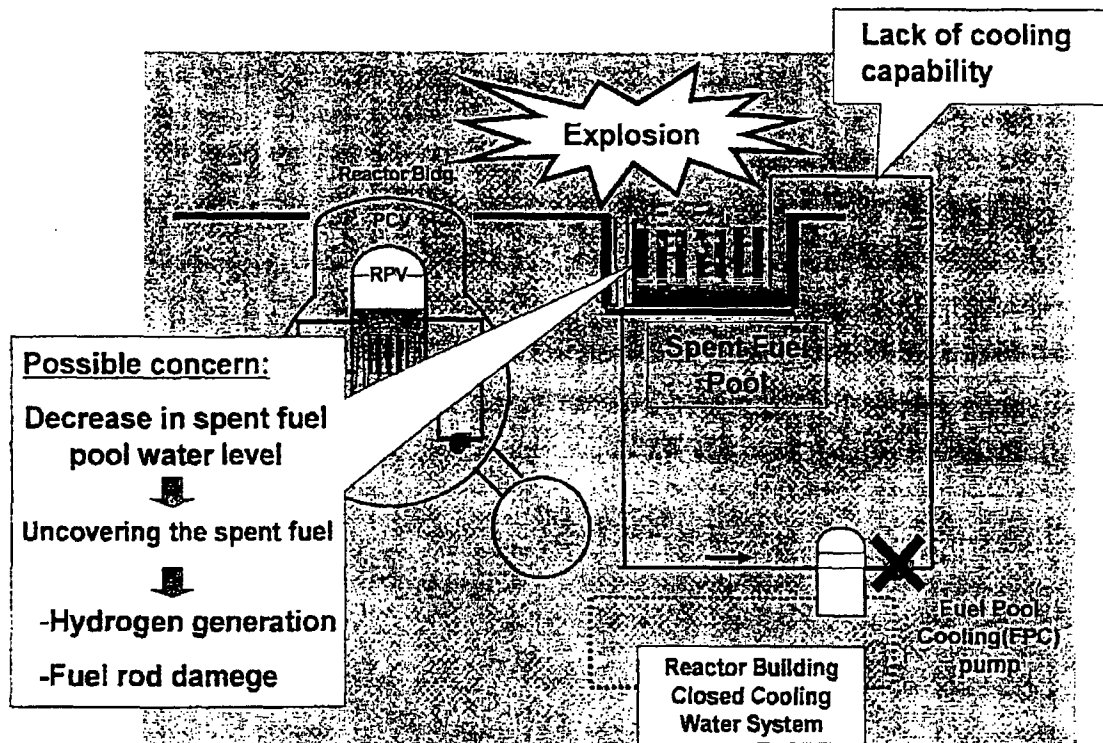 Lack of cooling
capability
Explosion
Reactor Bldg.
PCV
RPV
Spent Fuel
Pool
Possible concern:
Decrease in spent fuel
pool water level
Uncovering the spent fuel
-Hydrogen generation
-Fuel rod damege
Fuel Pool
Cooling(FPC)
pump
Reactor Building
Closed Cooling
Water System